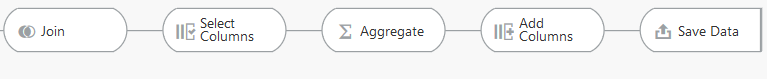 Join
Select
Columns
Aggregate
Add
Columns
Save Data